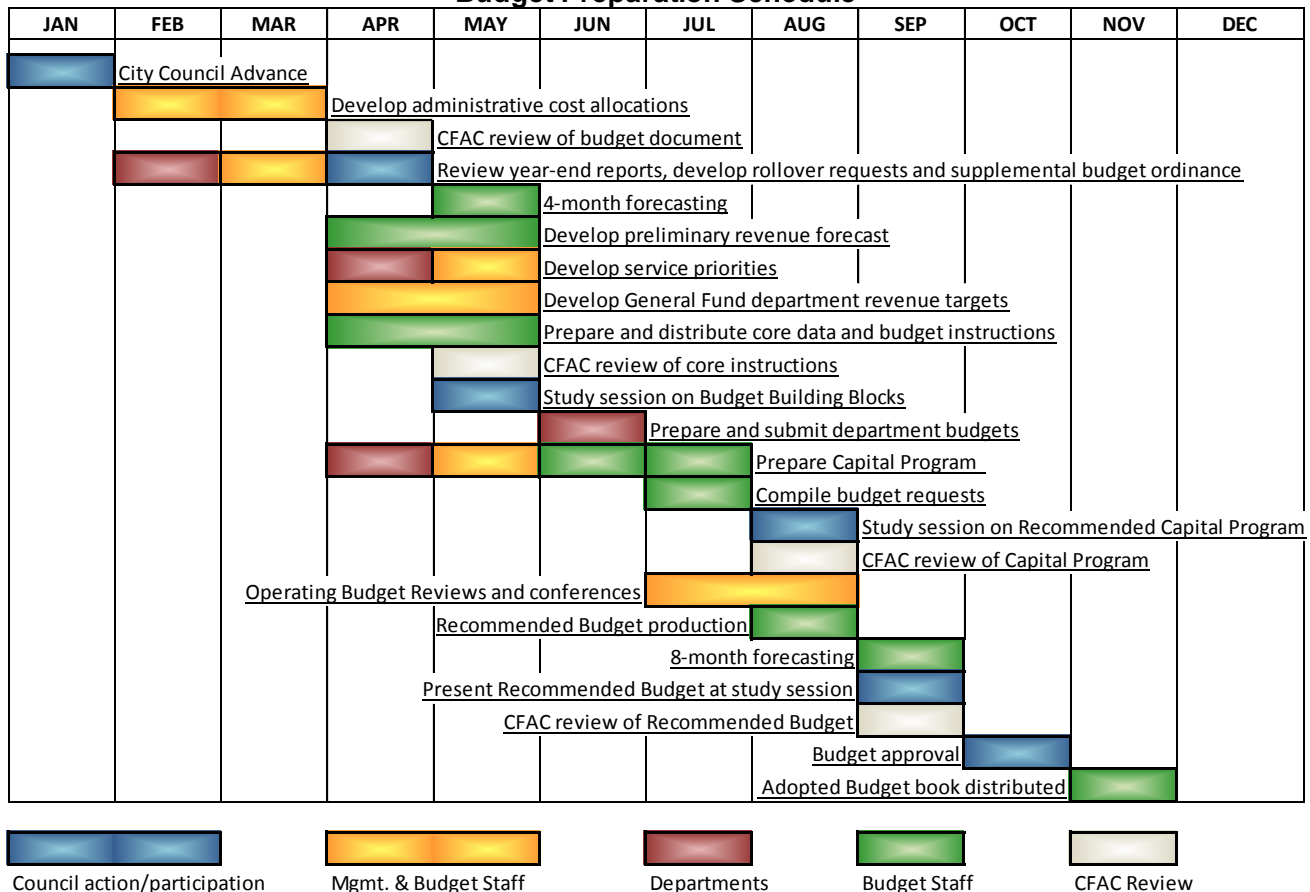 Budget Preparation Schedule
JAN FEB MAR APR MAY JUN JUL AUG SEP OCT NOV DEC
City Council Advance
Develop administrative cost allocations
CFAC review of budget document
Review year-end reports, develop rollover requests and supplemental budget ordinance
4-month forecasting
Develop preliminary revenue forecast
Develop service priorities
Develop General Fund department revenue targets
Prepare and distribute core data and budget instructions
CFAC review of core instructions
Study session on Budget Building Blocks
Prepare and submit department budgets
Prepare Capital Program
Compile budget requests
Study session on Recommended Capital Program
CFAC review of Capital Program
Operating Budget Reviews and conferences
Recommended Budget production
8-month forecasting
Present Recommended Budget at study session
CFAC review of Recommended Budget
Budget approval
Adopted Budget book distributed
Council action/participation Mgmt. & Budget Staff Departments Budget Staff CFAC Review